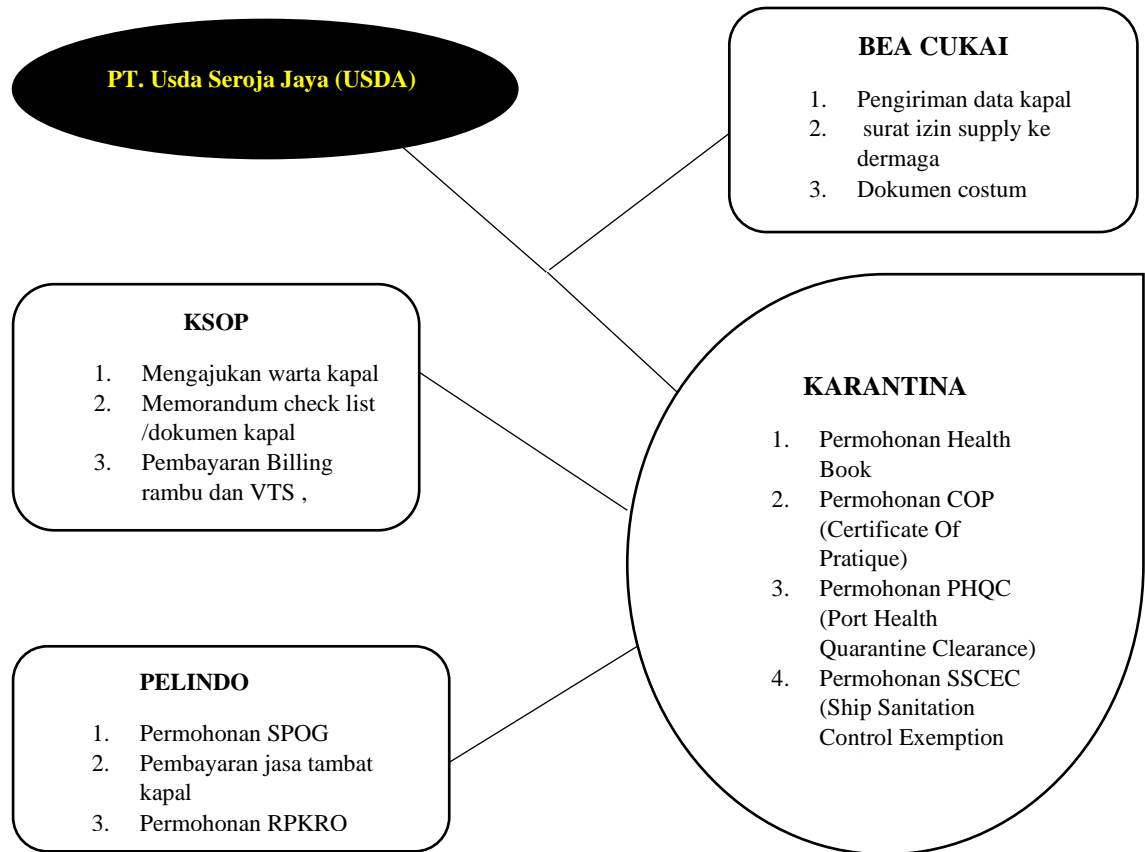 PT. Usda Seroja Jaya (USDA)
BEA CUKAI
1. Pengiriman data kapal
2. surat izin supply ke
dermaga
3. Dokumen costum
KSOP
1. Mengajukan warta kapal
2. Memorandum check list
/dokumen kapal
3. Pembayaran Billing
rambu dan VTS ,
KARANTINA
1. Permohonan Health
Book
2. Permohonan COP
(Certificate Of
Pratique)
3. Permohonan PHQC
(Port Health
Quarantine Clearance)
4. Permohonan SSCEC
(Ship Sanitation
Control Exemption
PELINDO
1. Permohonan SPOG
2. Pembayaran jasa tambat
kapal
3. Permohonan RPKRO